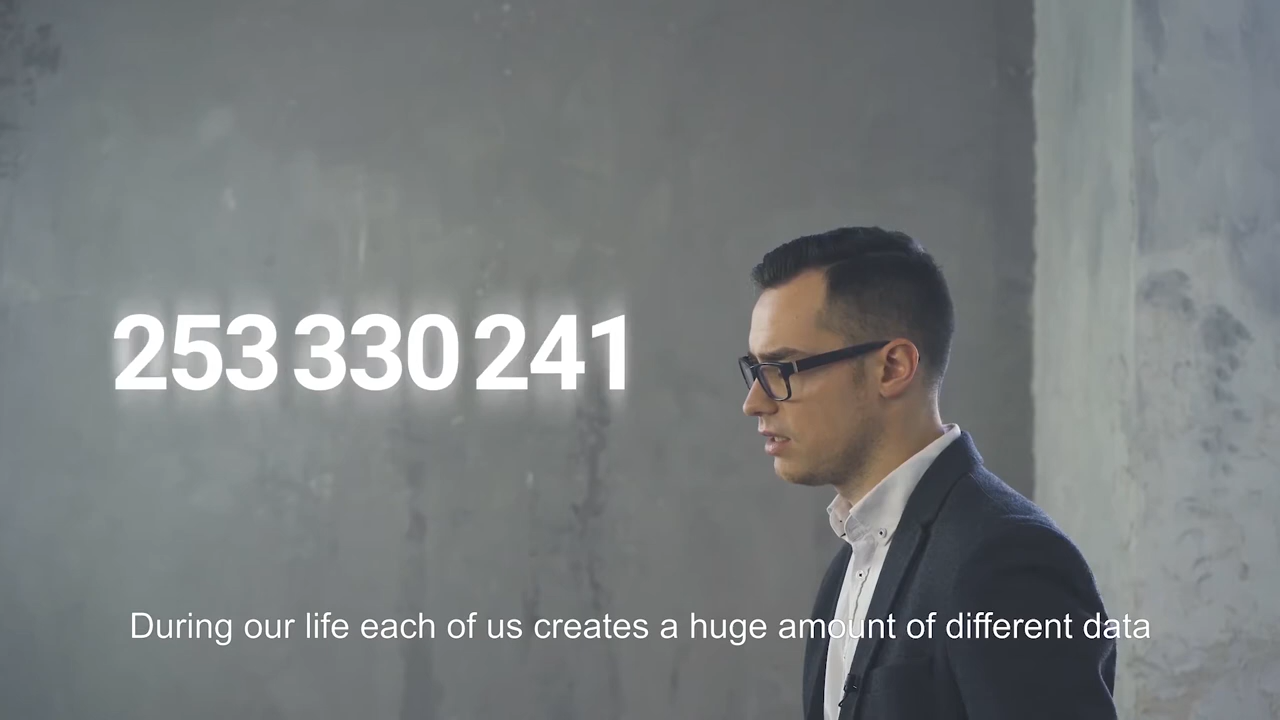 253 330 241
During our life each of us creates a huge amount of different data